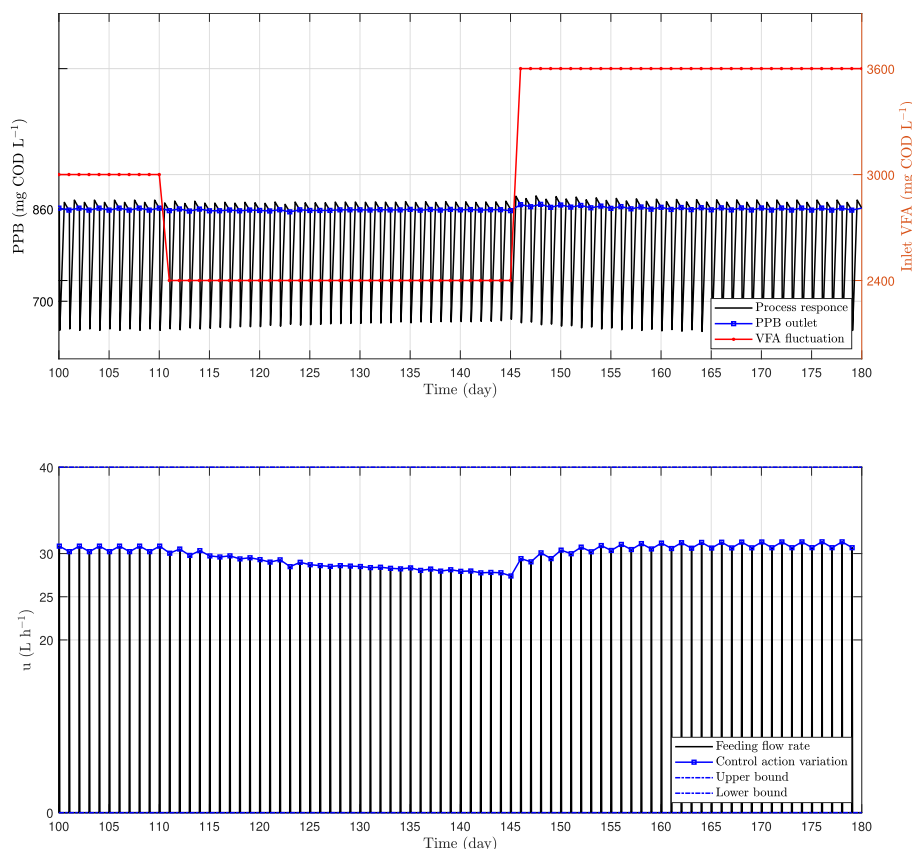 3600
3000
2400
860
700
PPB (mg COD L⁻¹)
Inlet VFA (mg COD L⁻¹)
Process responce
PPB outlet
VFA fluctuation
100 105 110 115 120 125 130 135 140 145 150 155 160 165 170 175 180
Time (day)
40
30
20
0
u (L h⁻¹)
Feeding flow rate
Control action variation
Upper bound
Lower bound
100 105 110 115 120 125 130 135 140 145 150 155 160 165 170 175 180
Time (day)